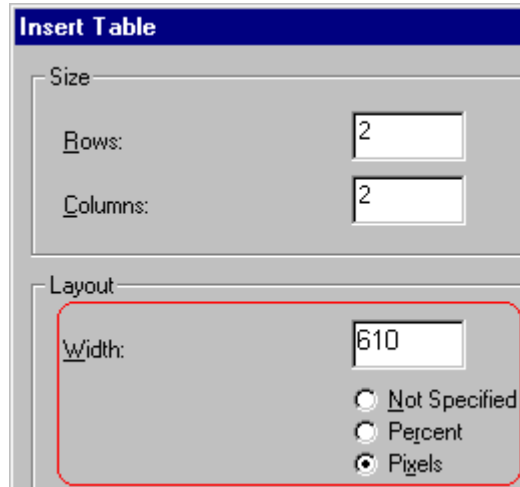 Insert Table
Size
Rows:
2
Columns:
2
Layout
Width:
610
Not Specified
Percent
Pixels